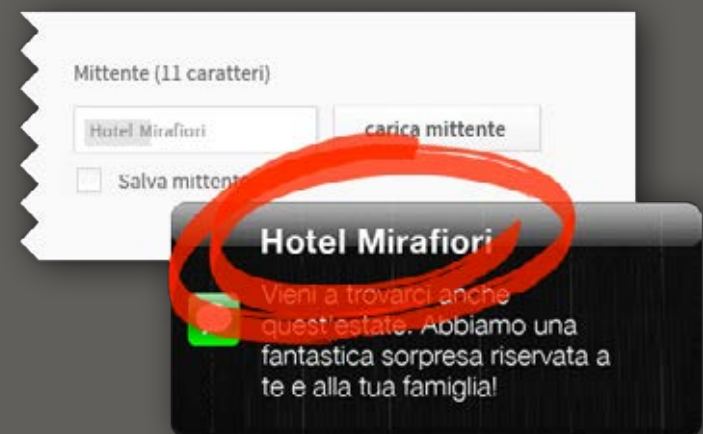 Mittente (11 caratteri)
Hotel Mirafiori
carica mittente
Salva mittente
Hotel Mirafiori
Vieni a trovarci anche
quest'estate. Abbiamo una
fantastica sorpresa riservata a
te e alla tua famiglia!